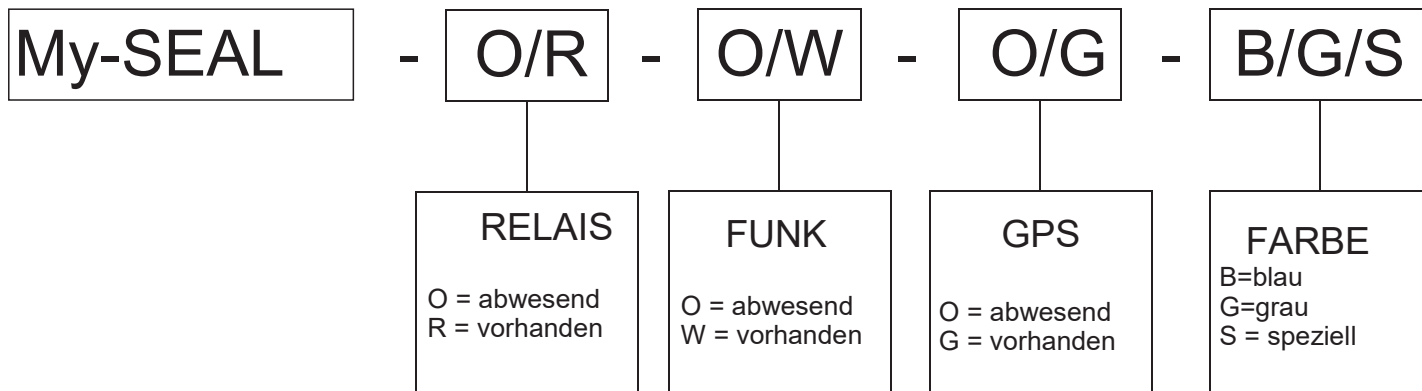 My-SEAL - O/R - O/W - O/G - B/G/S
RELAIS
O = abwesend
R = vorhanden
FUNK
O = abwesend
W = vorhanden
GPS
O = abwesend
G = vorhanden
FARBE
B=blau
G=grau
S = speziell